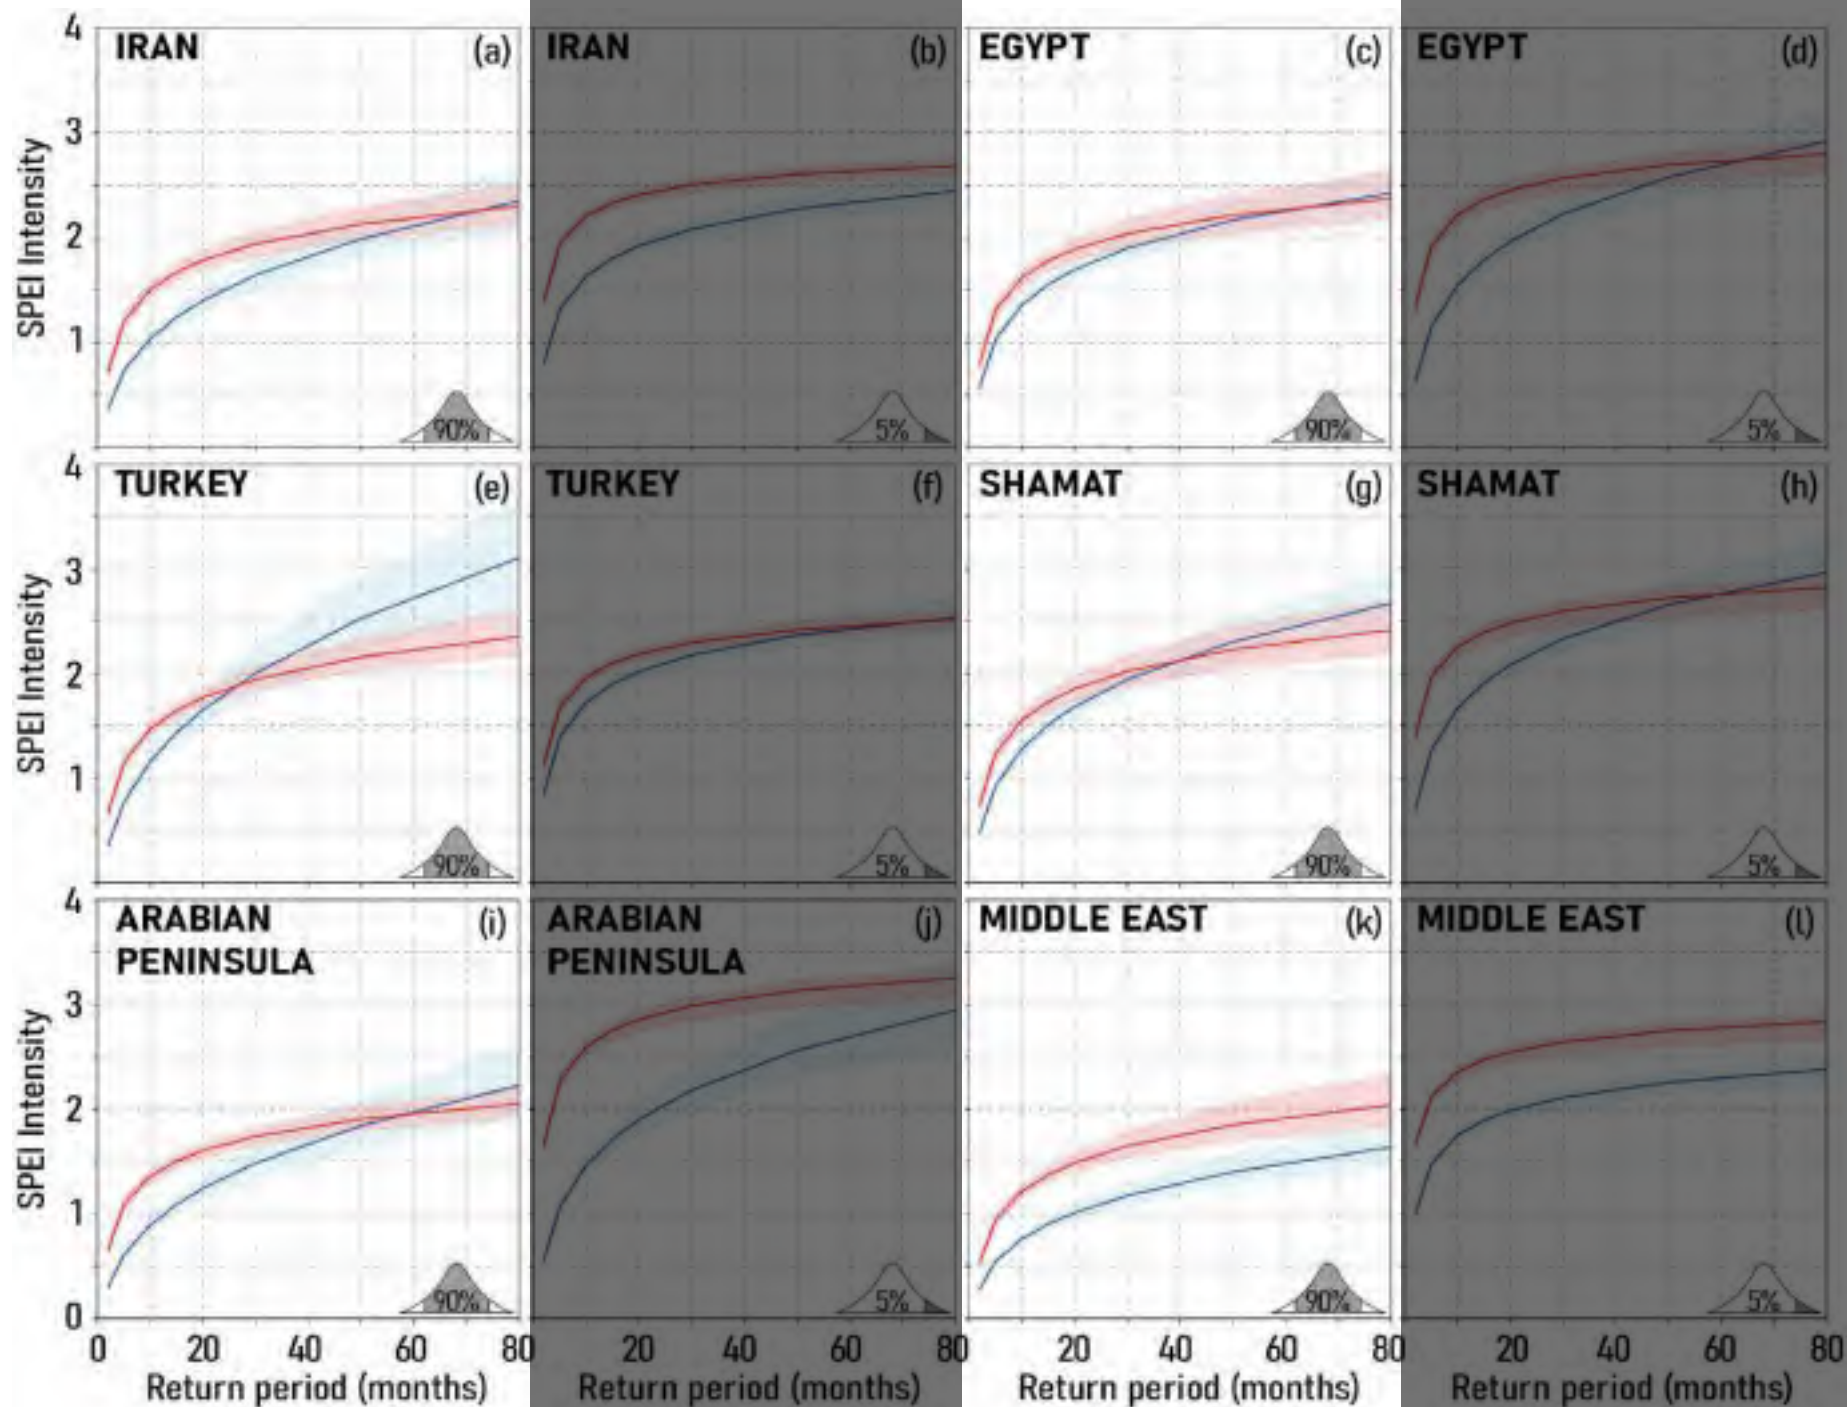 4
IRAN (a) IRAN (b) EGYPT (c) EGYPT (d)
3
2
1
SPEI Intensity
90% 5% 90% 5%
4
TURKEY (e) TURKEY (f) SHAMAT (g) SHAMAT (h)
3
2
1
SPEI Intensity
90% 5% 90% 5%
4
ARABIAN (i) ARABIAN (j) MIDDLE EAST (k) MIDDLE EAST (l)
PENINSULA PENINSULA
3
2
1
SPEI Intensity
90% 5% 90% 5%
0
0 20 40 60 80 20 40 60 80 20 40 60 80 20 40 60 80
Return period (months) Return period (months) Return period (months) Return period (months)